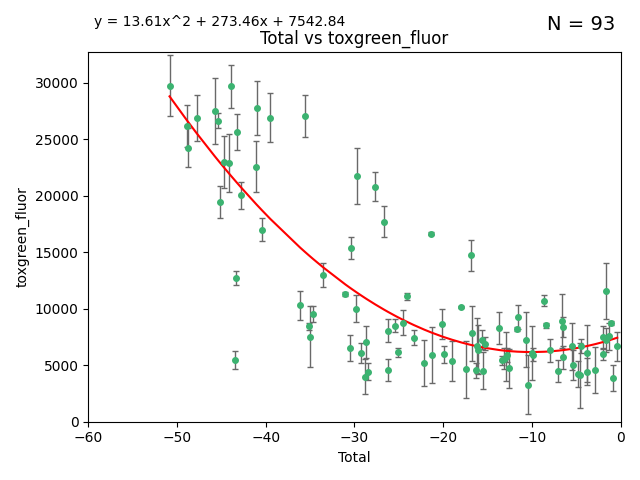 y = 13.61x^2 + 273.46x + 7542.84
N = 93
Total vs toxgreen_fluor
30000
25000
20000
15000
10000
5000
0
toxgreen_fluor
−60 −50 −40 −30 −20 −10 0
Total